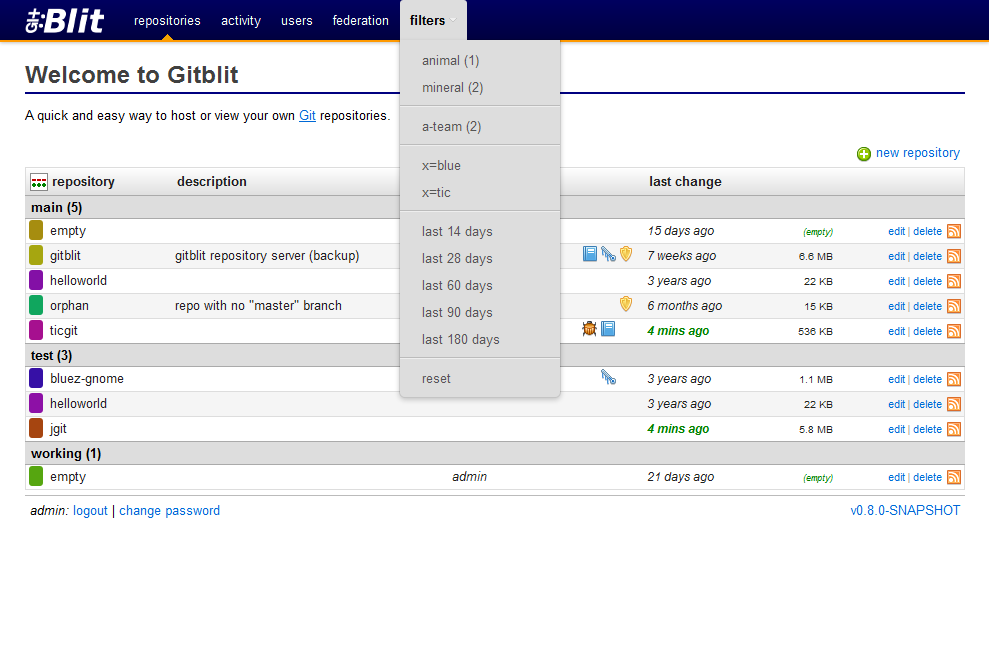 git:Blit repositories activity users federation filters
animal (1)
mineral (2)
a-team (2)
x=blue
x=tic
last 14 days
last 28 days
last 60 days
last 90 days
last 180 days
reset
Welcome to Gitblit
A quick and easy way to host or view your own Git repositories.
new repository
repository description last change
main (5)
empty 15 days ago (empty) edit | delete
gitblit gitblit repository server (backup) 7 weeks ago 6.6 MB edit | delete
helloworld 3 years ago 22 KB edit | delete
orphan repo with no "master" branch 6 months ago 15 KB edit | delete
ticgit 4 mins ago 536 KB edit | delete
test (3)
bluez-gnome 3 years ago 1.1 MB edit | delete
helloworld 3 years ago 22 KB edit | delete
jgit 4 mins ago 5.8 MB edit | delete
working (1)
empty admin 21 days ago (empty) edit | delete
admin: logout | change password v0.8.0-SNAPSHOT